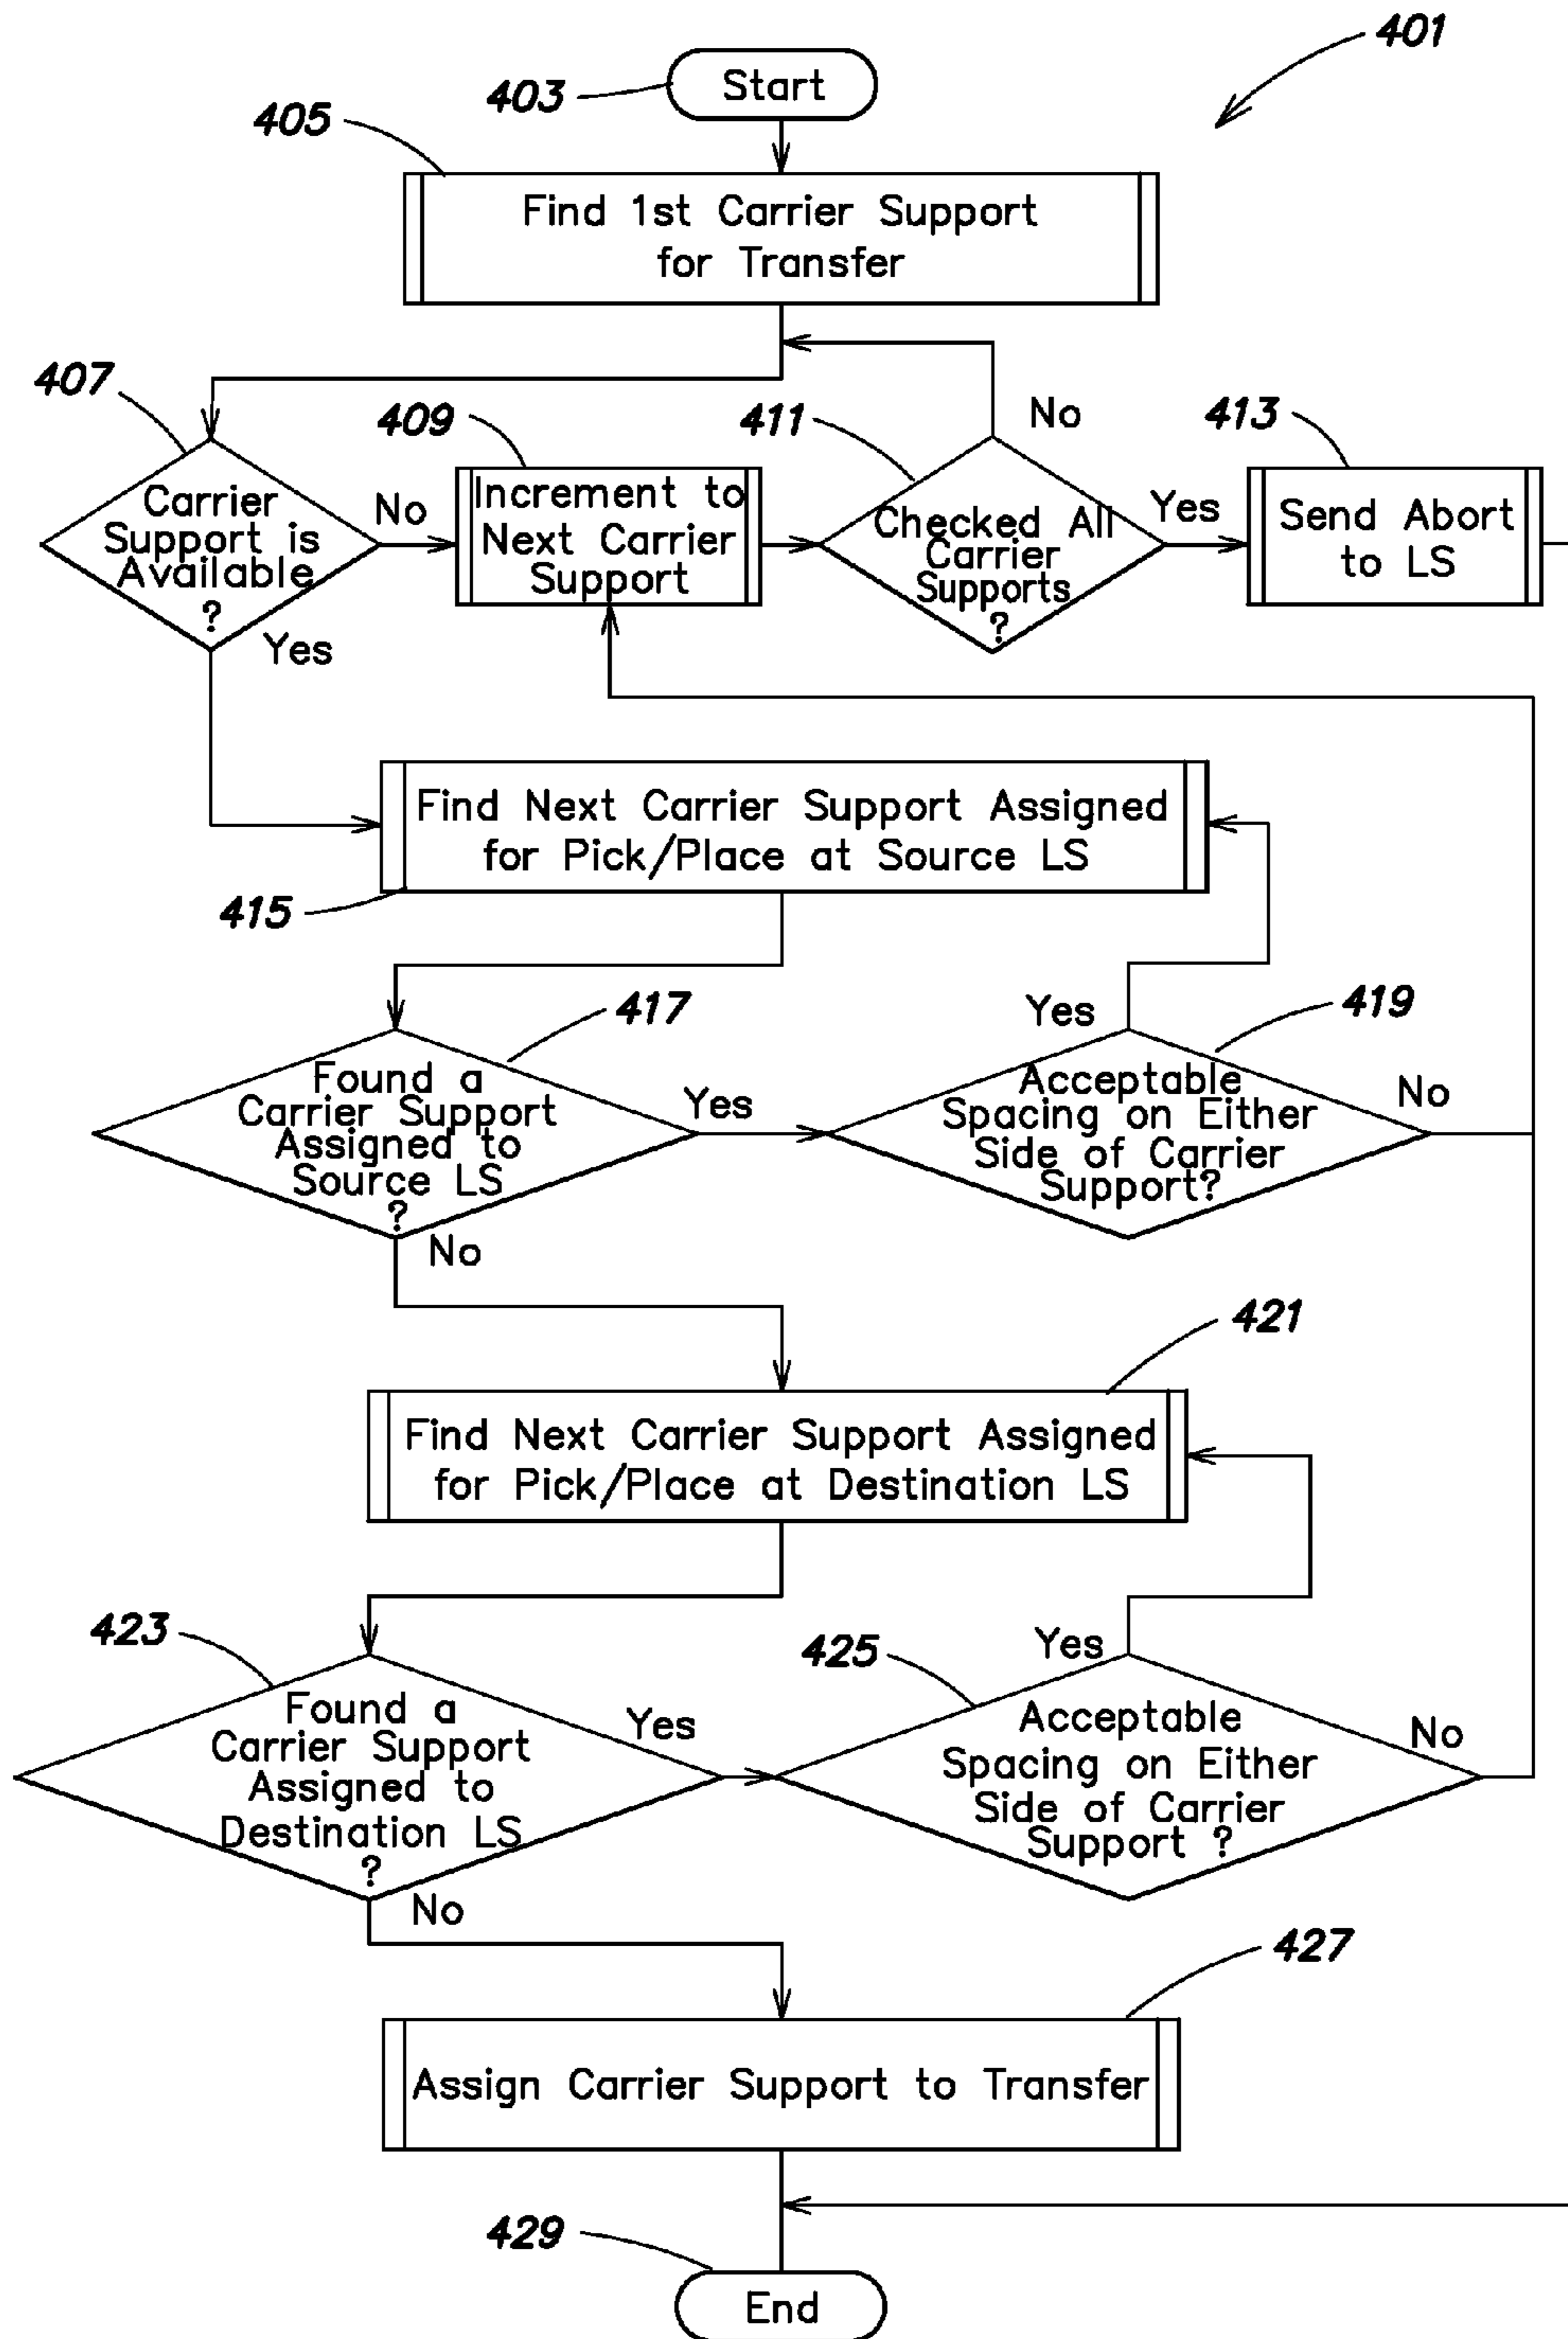 401
403
Start
405
Find 1st Carrier Support
for Transfer
407
409
411
No
413
Carrier
Support is
Available
?
No
Increment to
Next Carrier
Support
Checked All
Carrier
Supports
?
Yes
Send Abort
to LS
Yes
Find Next Carrier Support Assigned
for Pick/Place at Source LS
415
417
Yes
419
Found a
Carrier Support
Assigned to
Source LS
?
Yes
Acceptable
Spacing on Either
Side of Carrier
Support?
No
No
421
Find Next Carrier Support Assigned
for Pick/Place at Destination LS
423
425
Yes
Found a
Carrier Support
Assigned to
Destination LS
?
Yes
Acceptable
Spacing on Either
Side of Carrier
Support ?
No
No
427
Assign Carrier Support to Transfer
429
End